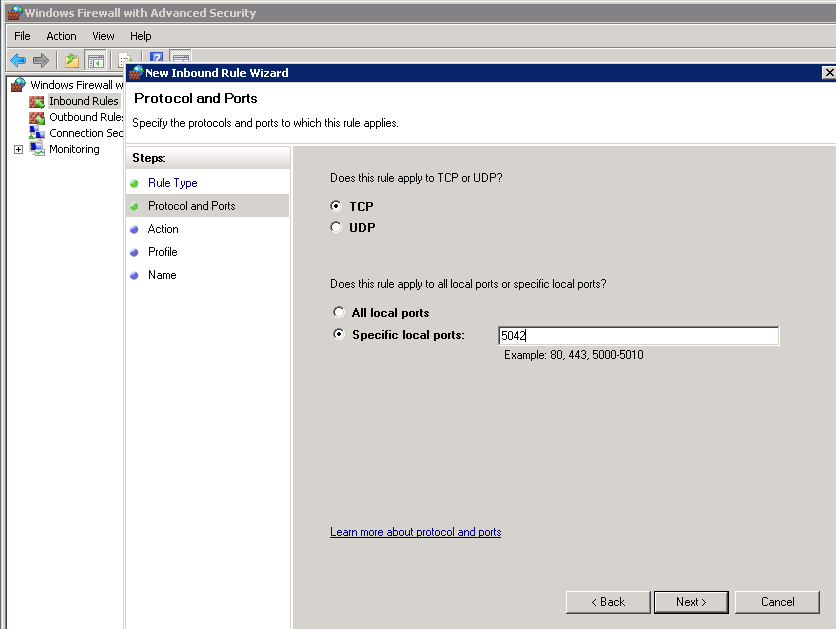 Windows Firewall with Advanced Security
File Action View Help
New Inbound Rule Wizard
Protocol and Ports
Specify the protocols and ports to which this rule applies.
Windows Firewall w
Inbound Rules
Outbound Rules
Connection Sec
Monitoring
Steps:
Rule Type
Protocol and Ports
Action
Profile
Name
Does this rule apply to TCP or UDP?
TCP
UDP
Does this rule apply to all local ports or specific local ports?
All local ports
Specific local ports: 5042
Example: 80, 443, 5000-5010
Learn more about protocol and ports
< Back Next > Cancel